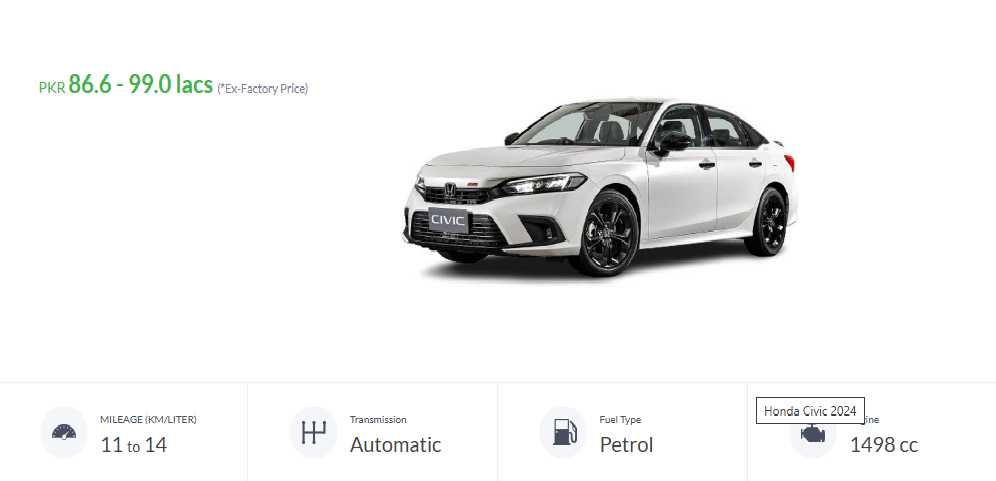 PKR 86.6 - 99.0 lacs (*Ex-Factory Price)
CIVIC
MILEAGE (KM/LITER)
11 to 14
Transmission
Automatic
Fuel Type
Petrol
Honda Civic 2024
ine
1498 cc